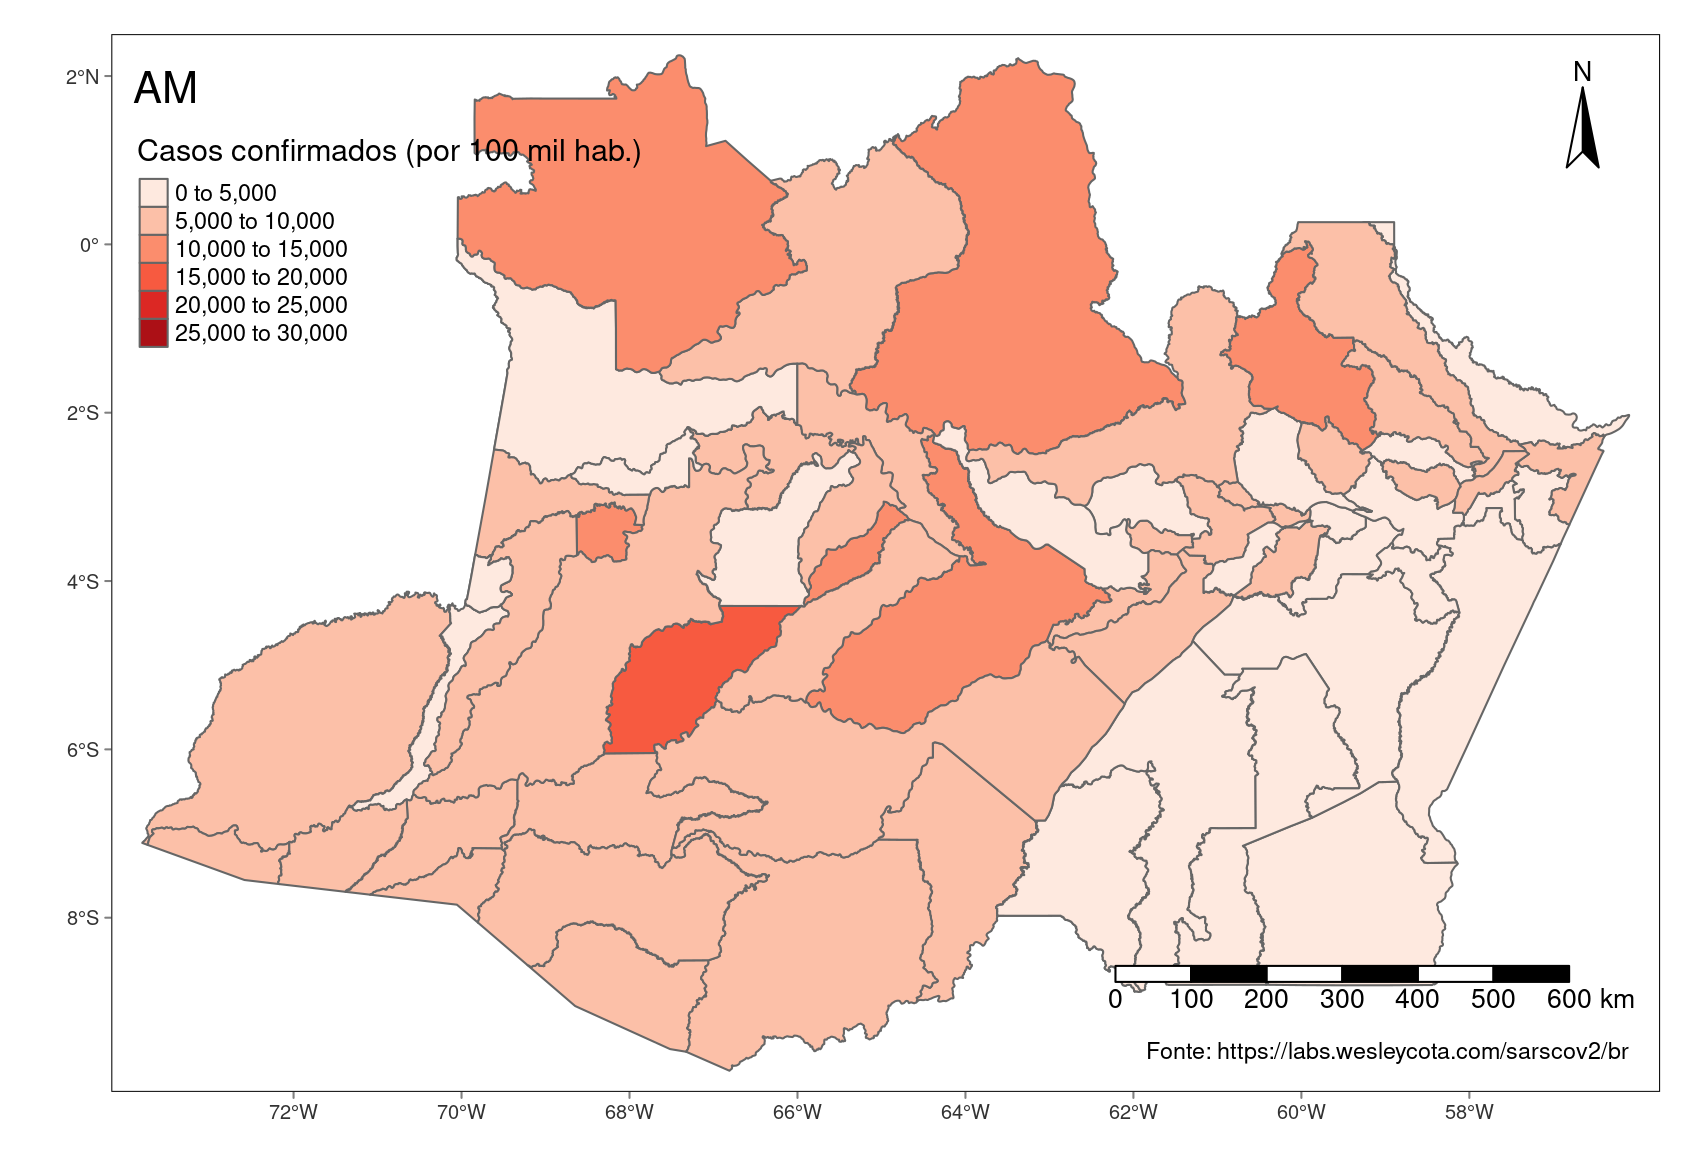 2°N
AM
N
Casos confirmados (por 100 mil hab.)
0 to 5,000
5,000 to 10,000
10,000 to 15,000
15,000 to 20,000
20,000 to 25,000
25,000 to 30,000
0°
2°S
4°S
6°S
8°S
0 100 200 300 400 500 600 km
Fonte: https://labs.wesleycota.com/sarscov2/br
72°W 70°W 68°W 66°W 64°W 62°W 60°W 58°W